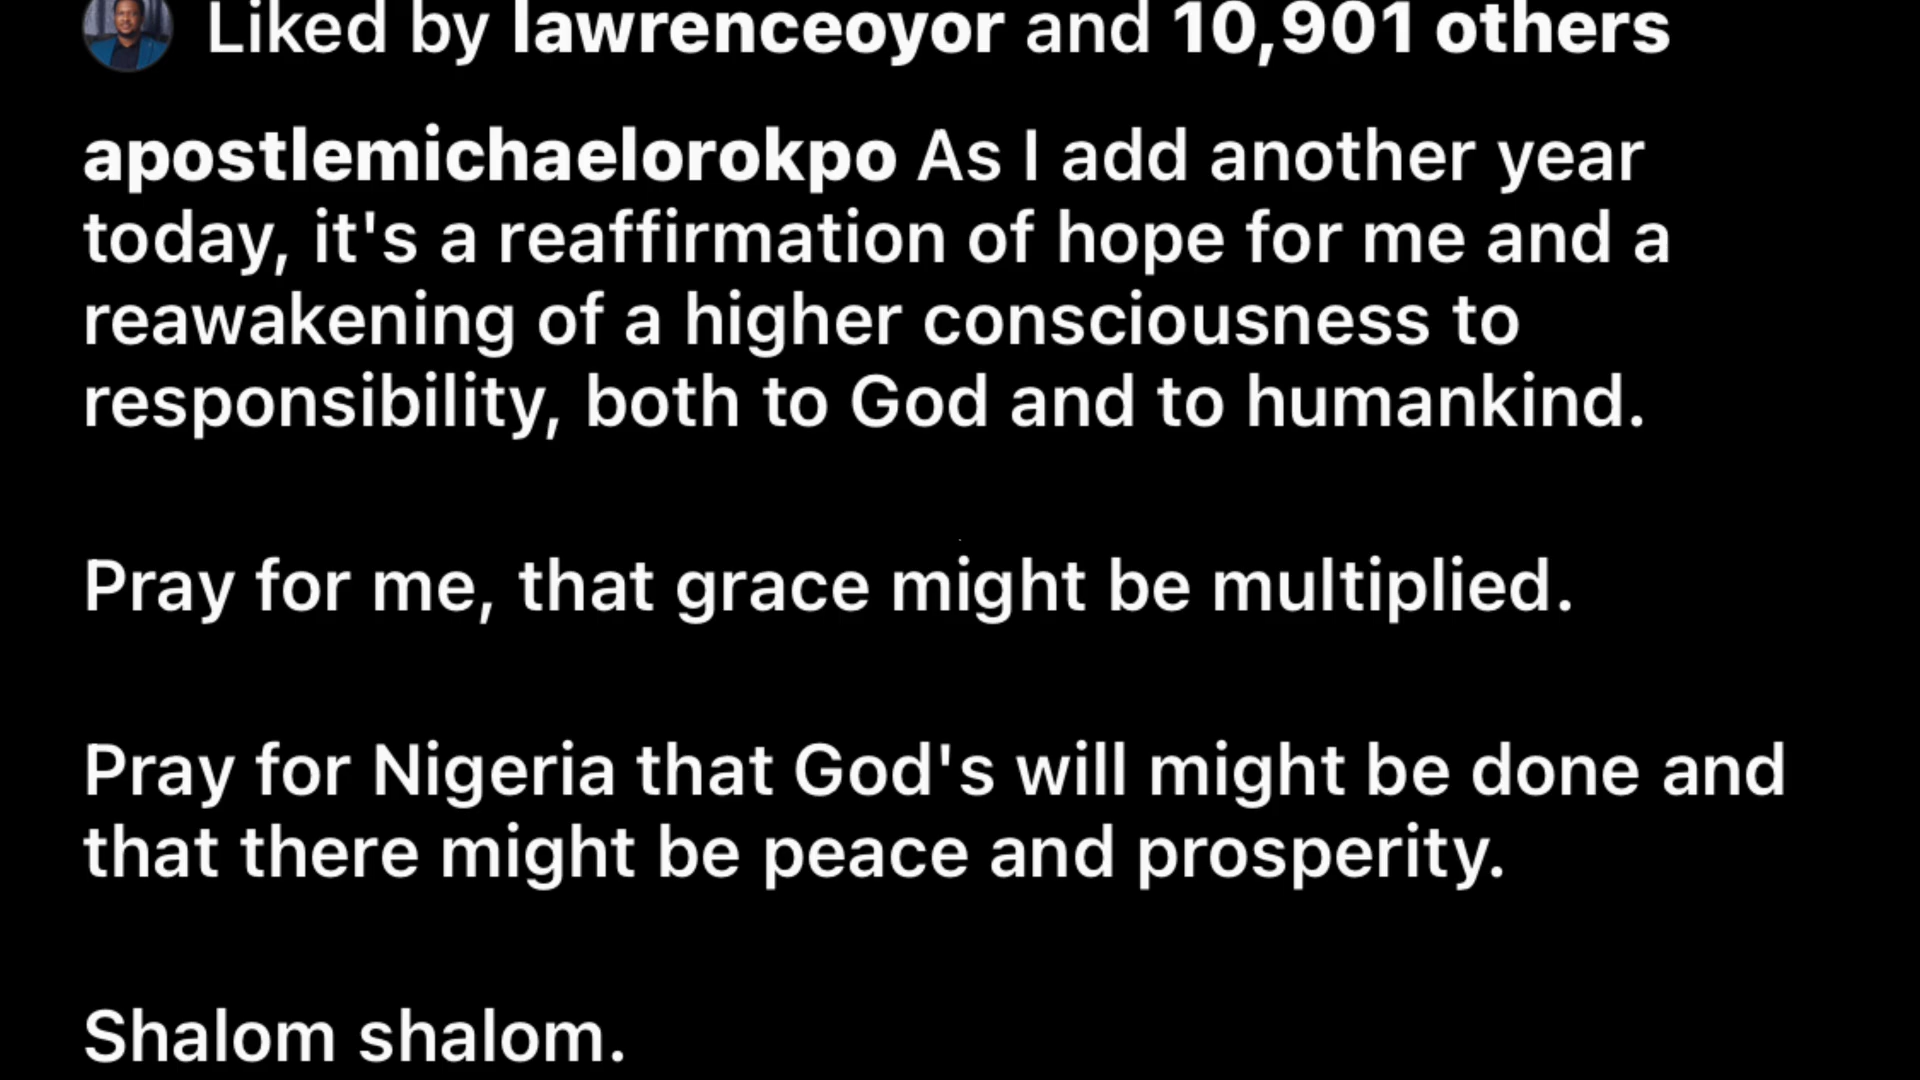 Liked by lawrenceoyor and 10,901 others
apostlemichaelorokpo As I add another year
today, it's a reaffirmation of hope for me and a
reawakening of a higher consciousness to
responsibility, both to God and to humankind.
Pray for me, that grace might be multiplied.
Pray for Nigeria that God's will might be done and
that there might be peace and prosperity.
Shalom shalom.